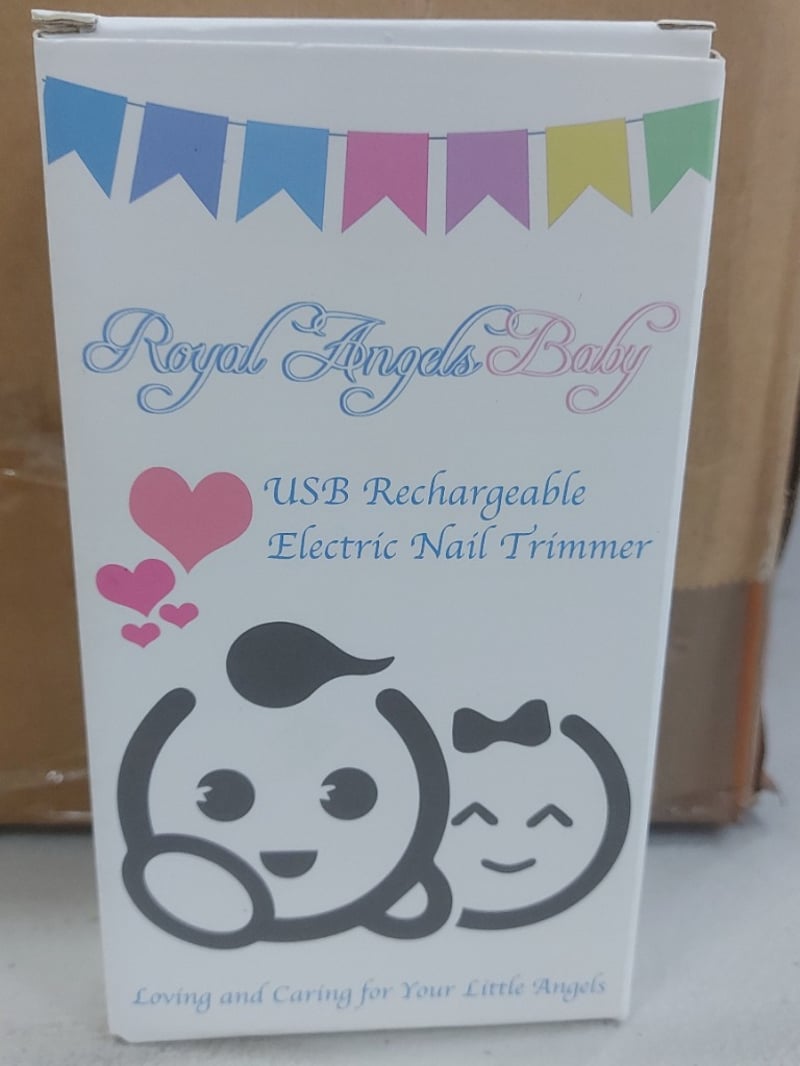 Royal Angels Baby
USB Rechargeable
Electric Nail Trimmer
Loving and Caring for Your Little Angels